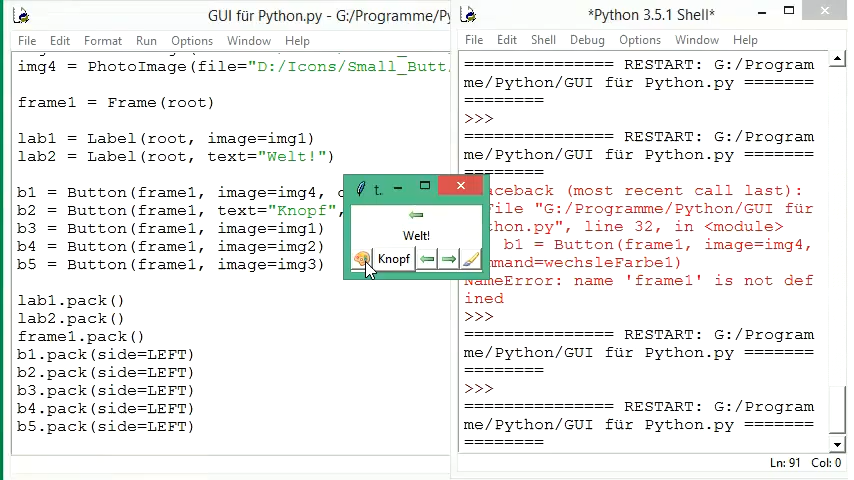 GUI für Python.py - G:/Programme/Py
File Edit Format Run Options Window Help
img4 = PhotoImage(file="D:/Icons/Small_Butt
frame1 = Frame(root)
lab1 = Label(root, image=img1)
lab2 = Label(root, text="Welt!")
b1 = Button(frame1, image=img4, c
b2 = Button(frame1, text="Knopf",
b3 = Button(frame1, image=img1)
b4 = Button(frame1, image=img2)
b5 = Button(frame1, image=img3)
lab1.pack()
lab2.pack()
frame1.pack()
b1.pack(side=LEFT)
b2.pack(side=LEFT)
b3.pack(side=LEFT)
b4.pack(side=LEFT)
b5.pack(side=LEFT)
t.
Welt!
Knopf
*Python 3.5.1 Shell*
File Edit Shell Debug Options Window Help
=============== RESTART: G:/Program
me/Python/GUI für Python.py =======
========
>>>
=============== RESTART: G:/Program
me/Python/GUI für Python.py =======
========
aceback (most recent call last):
File "G:/Programme/Python/GUI für
thon.py", line 32, in <module>
b1 = Button(frame1, image=img4,
ommand=wechsleFarbe1)
NameError: name 'frame1' is not def
ined
>>>
=============== RESTART: G:/Program
me/Python/GUI für Python.py =======
========
>>>
=============== RESTART: G:/Program
me/Python/GUI für Python.py =======
========
Ln: 91 Col: 0